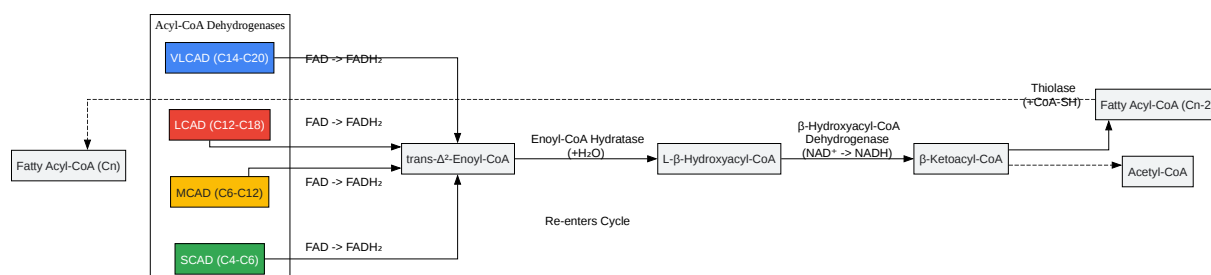 Acyl-CoA Dehydrogenases
VLCAD (C14-C20)
FAD -> FADH₂
Thiolase
(+CoA-SH)
Fatty Acyl-CoA (Cn-2
LCAD (C12-C18)
FAD -> FADH₂
β-Hydroxyacyl-CoA
Dehydrogenase
(NAD⁺ -> NADH)
Enoyl-CoA Hydratase
(+H₂O)
Fatty Acyl-CoA (Cn)
trans-Δ²-Enoyl-CoA
L-β-Hydroxyacyl-CoA
β-Ketoacyl-CoA
Acetyl-CoA
MCAD (C6-C12)
FAD -> FADH₂
Re-enters Cycle
SCAD (C4-C6)
FAD -> FADH₂